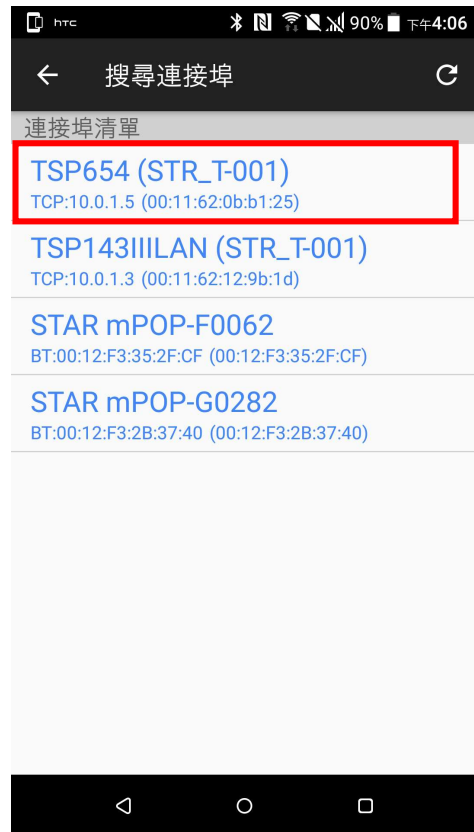 hTC 90% 下午4:06
搜尋連接埠
連接埠清單
TSP654 (STR_T-001)
TCP:10.0.1.5 (00:11:62:0b:b1:25)
TSP143IIILAN (STR_T-001)
TCP:10.0.1.3 (00:11:62:12:9b:1d)
STAR mPOP-F0062
BT:00:12:F3:35:2F:CF (00:12:F3:35:2F:CF)
STAR mPOP-G0282
BT:00:12:F3:2B:37:40 (00:12:F3:2B:37:40)